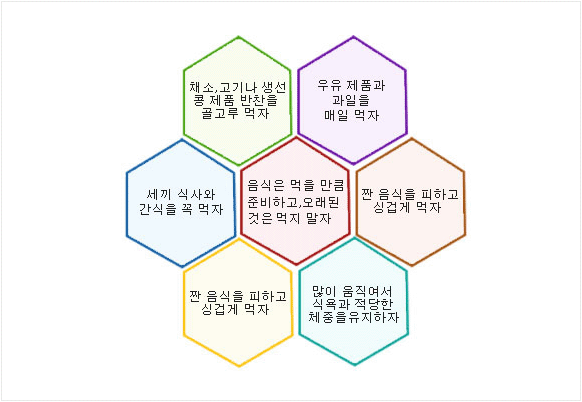 채소,고기나 생선
콩 제품 반찬을
골고루 먹자
우유 제품과
과일을
매일 먹자
세끼 식사와
간식을 꼭 먹자
음식은 먹을 만큼
준비하고,오래된
것은 먹지 말자
짠 음식을 피하고
싱겁게 먹자
짠 음식을 피하고
싱겁게 먹자
많이 움직여서
식욕과 적당한
체중을유지하자